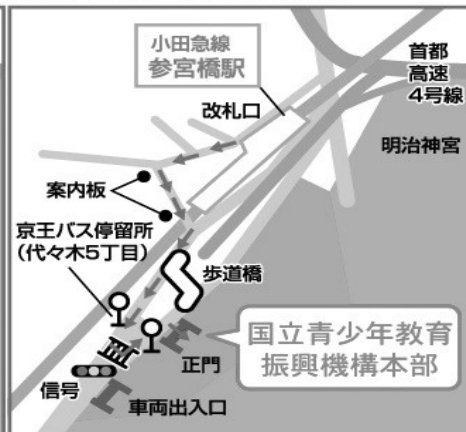 小田急線
参宮橋駅
改札口
首都
高速
4号線
明治神宮
案内板
京王バス停留所
(代々木5丁目)
歩道橋
国立青少年教育
振興機構本部
正門
信号
車両出入口